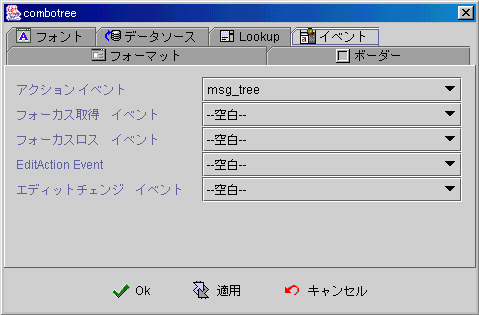 combotree
フォント データソース Lookup イベント
フォーマット ボーダー
アクション イベント msg_tree
フォーカス取得 イベント --空白--
フォーカスロス イベント --空白--
EditAction Event --空白--
エディットチェンジ イベント --空白--
Ok 適用 キャンセル